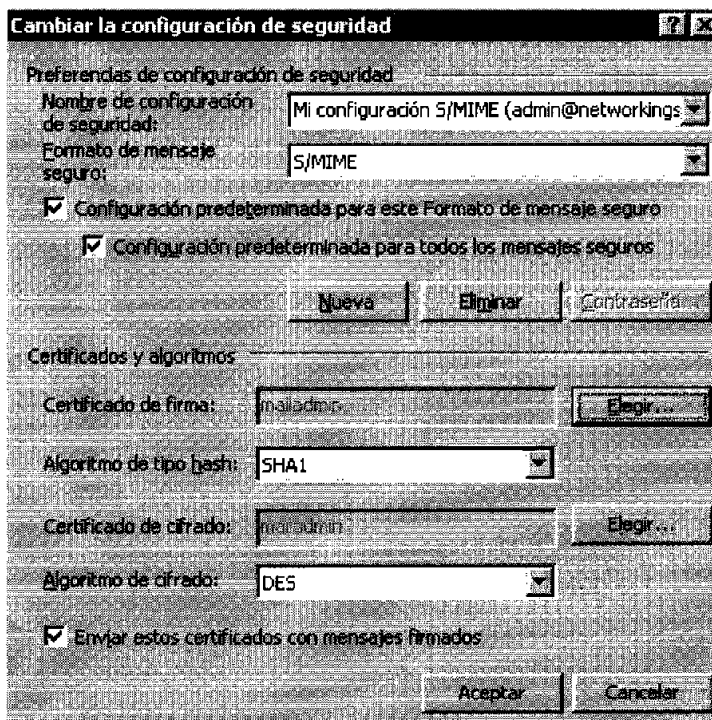 Cambiar la configuración de seguridad
Preferencias de configuración de seguridad
Nombre de configuración
de seguridad:
Mi configuración S/MIME (admin@networkings
Formato de mensaje
seguro:
S/MIME
Configuración predeterminada para este Formato de mensaje seguro
Configuración predeterminada para todos los mensajes seguros
Nueva Eliminar Contraseña
Certificados y algoritmos
Certificado de firma: mailadmin Elegir...
Algoritmo de tipo hash: SHA1
Certificado de cifrado: mailadmin Elegir...
Algoritmo de cifrado: DES
Enviar estos certificados con mensajes firmados
Aceptar Cancelar